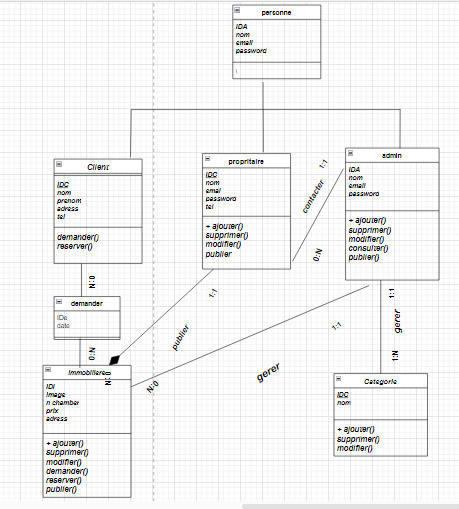 personne
IDA
nom
email
password
Client
IDC
nom
prenom
adress
tel
demander()
reserver()
propritaire
IDC
nom
emal
password
tel
+ ajouter()
supprimer()
modifier()
publier
admin
IDA
nom
email
password
+ ajouter()
supprimer()
modifier()
consulter()
publier()
contacter
1:1
0:N
N:0
demander
IDe
date
0:N
publier
1:1
N:
gerer
1:1
N:0
gerer
1:1
1:N
Immobiliere
IDI
Image
n chamber
prix
adress
+ ajouter()
supprimer()
modifier()
demander()
reserver()
publier()
Categorie
IDC
nom
+ ajouter()
supprimer()
modifier()